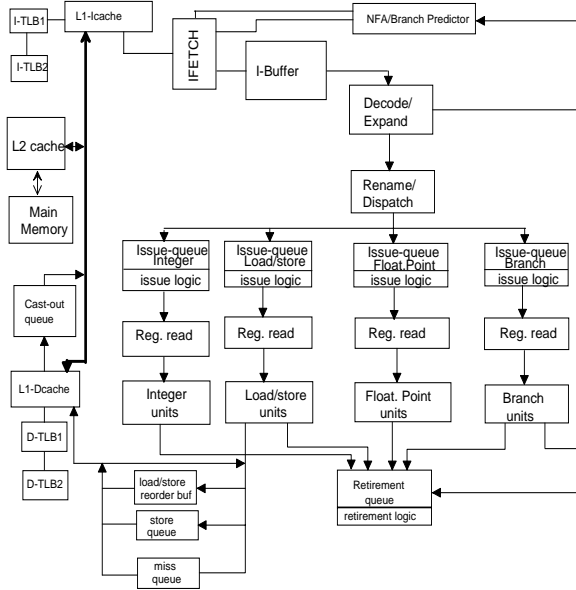 I-TLB1
L1-Icache
NFA/Branch Predictor
I-TLB2
IFETCH
I-Buffer
Decode/
Expand
L2 cache
Main
Memory
Rename/
Dispatch
Issue-queue
Integer
issue logic
Issue-queue
Load/store
issue logic
Issue-queue
Float.Point
issue logic
Issue-queue
Branch
issue logic
Cast-out
queue
Reg. read
Reg. read
Reg. read
Reg. read
L1-Dcache
Integer
units
Load/store
units
Float. Point
units
Branch
units
D-TLB1
D-TLB2
load/store
reorder buf
store
queue
miss
queue
Retirement
queue
retirement logic